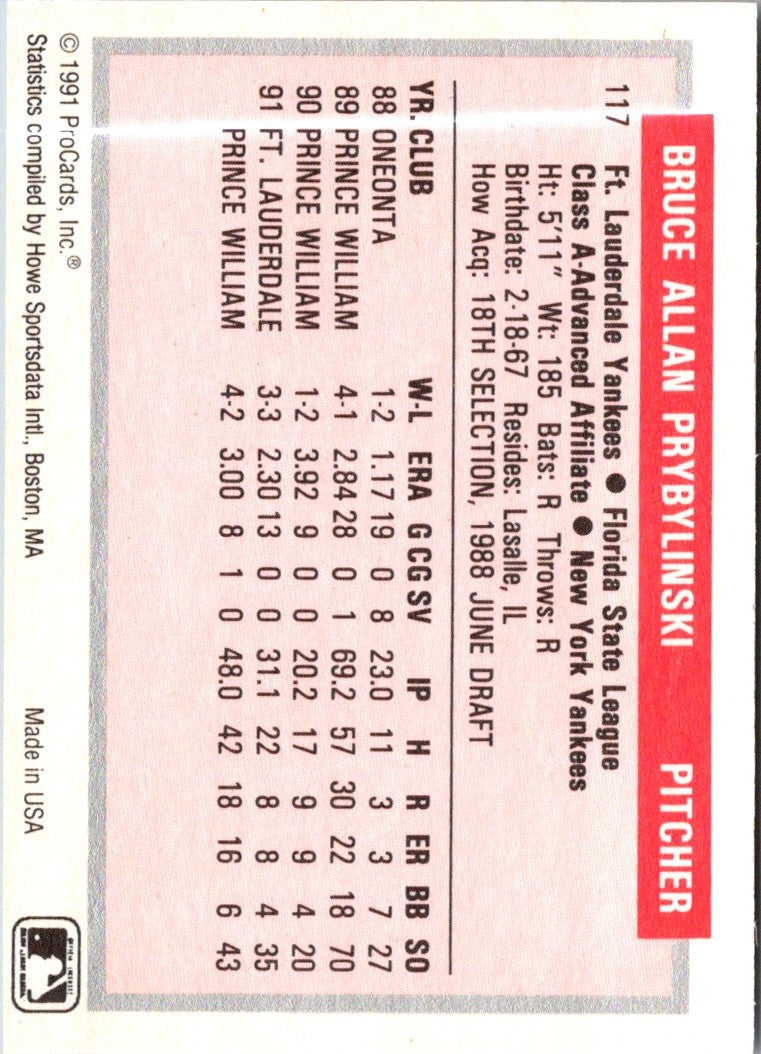 BRUCE ALLAN PRYBYLINSKI PITCHER
117 Ft. Lauderdale Yankees ● Florida State League
Class A-Advanced Affiliate ● New York Yankees
Ht: 5'11" Wt: 185 Bats: R Throws: R
Birthdate: 2-18-67 Resides: Lasalle, IL
How Acq: 18TH SELECTION, 1988 JUNE DRAFT
YR. CLUB W-L ERA G CG SV IP H R ER BB SO
88 ONEONTA 1-2 1.17 19 0 8 23.0 11 3 3 7 27
89 PRINCE WILLIAM 4-1 2.84 28 0 1 69.2 57 30 22 18 70
90 PRINCE WILLIAM 1-2 3.92 9 0 0 20.2 17 9 9 4 20
91 FT. LAUDERDALE 3-3 2.30 13 0 0 31.1 22 8 8 4 35
PRINCE WILLIAM 4-2 3.00 8 1 0 48.0 42 18 16 6 43
© 1991 ProCards, Inc.®
Statistics compiled by Howe Sportsdata Intl., Boston, MA Made in USA